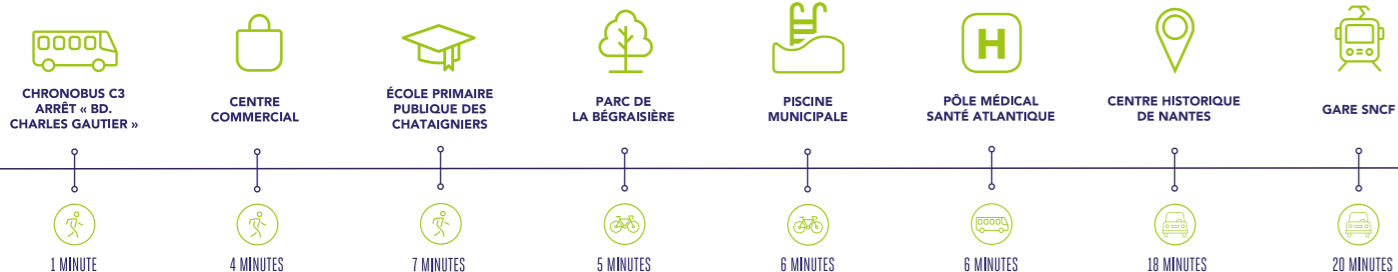 CHRONOBUS C3
ARRÊT « BD.
CHARLES GAUTIER »
CENTRE
COMMERCIAL
ÉCOLE PRIMAIRE
PUBLIQUE DES
CHATAIGNIERS
PARC DE
LA BÉGRAISIÈRE
PISCINE
MUNICIPALE
H
PÔLE MÉDICAL
SANTÉ ATLANTIQUE
CENTRE HISTORIQUE
DE NANTES
GARE SNCF
1 MINUTE
4 MINUTES
7 MINUTES
5 MINUTES
6 MINUTES
6 MINUTES
18 MINUTES
20 MINUTES